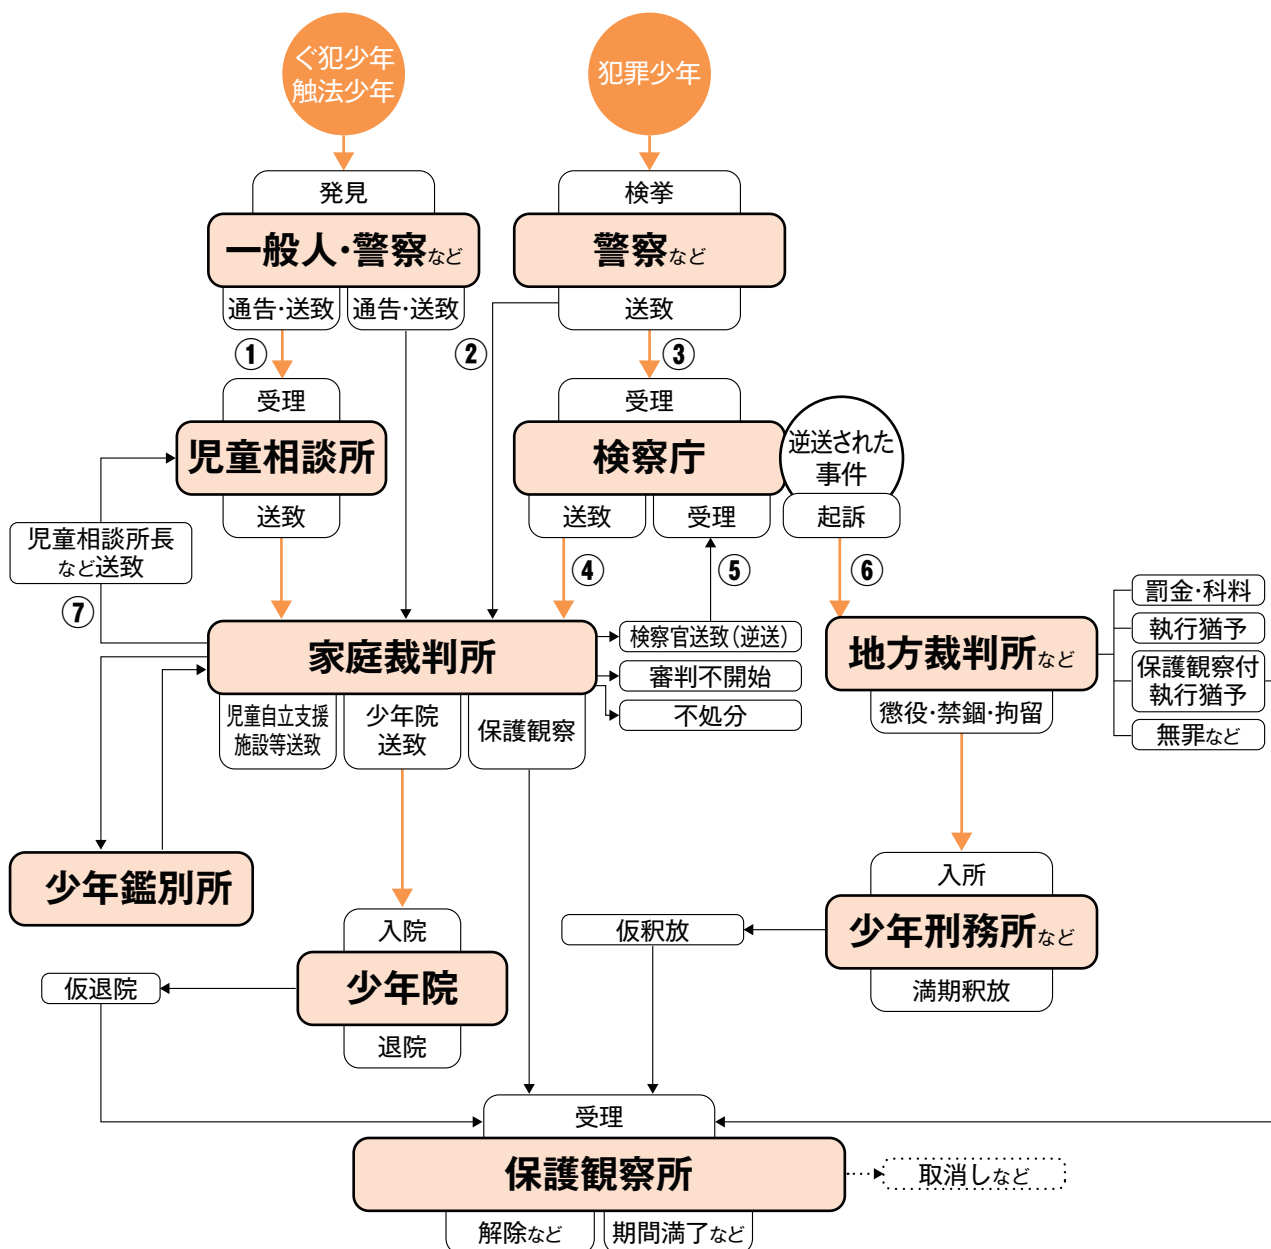 ぐ犯少年
触法少年
犯罪少年
発見
一般人・警察など
通告・送致
通告・送致
検挙
警察など
送致
①
②
③
受理
児童相談所
送致
受理
検察庁
送致
受理
逆送された
事件
起訴
児童相談所長
など送致
④
⑤
⑥
⑦
家庭裁判所
検察官送致（逆送）
審判不開始
不処分
児童自立支援
施設等送致
少年院
送致
保護観察
地方裁判所など
懲役・禁錮・拘留
罰金・科料
執行猶予
保護観察付
執行猶予
無罪など
少年鑑別所
入院
少年院
退院
仮退院
入所
少年刑務所など
満期釈放
仮釈放
受理
保護観察所
解除など
期間満了など
取消しなど